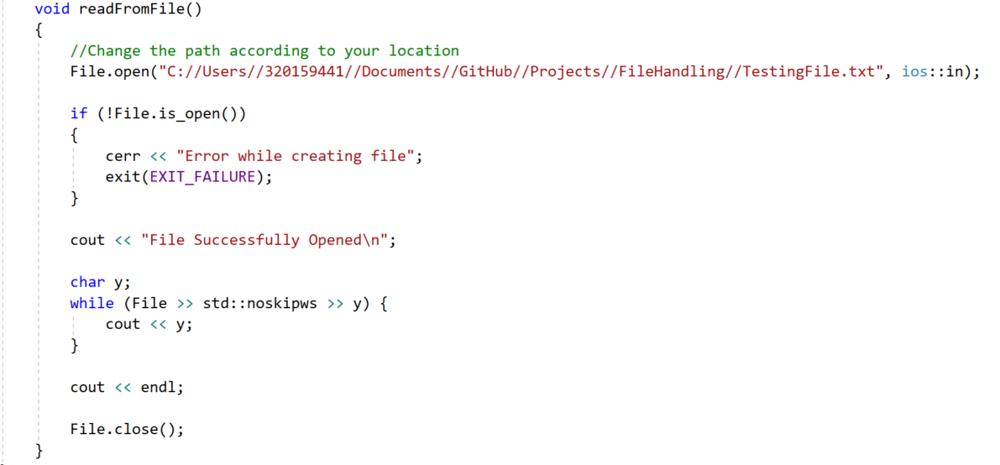 void readFromFile()
{
//Change the path according to your location
File.open("C://Users//320159441//Documents//GitHub//Projects//FileHandling//TestingFile.txt", ios::in);
if (!File.is_open())
{
cerr << "Error while creating file";
exit(EXIT_FAILURE);
}
cout << "File Successfully Opened\n";
char y;
while (File >> std::noskipws >> y) {
cout << y;
}
cout << endl;
File.close();
}